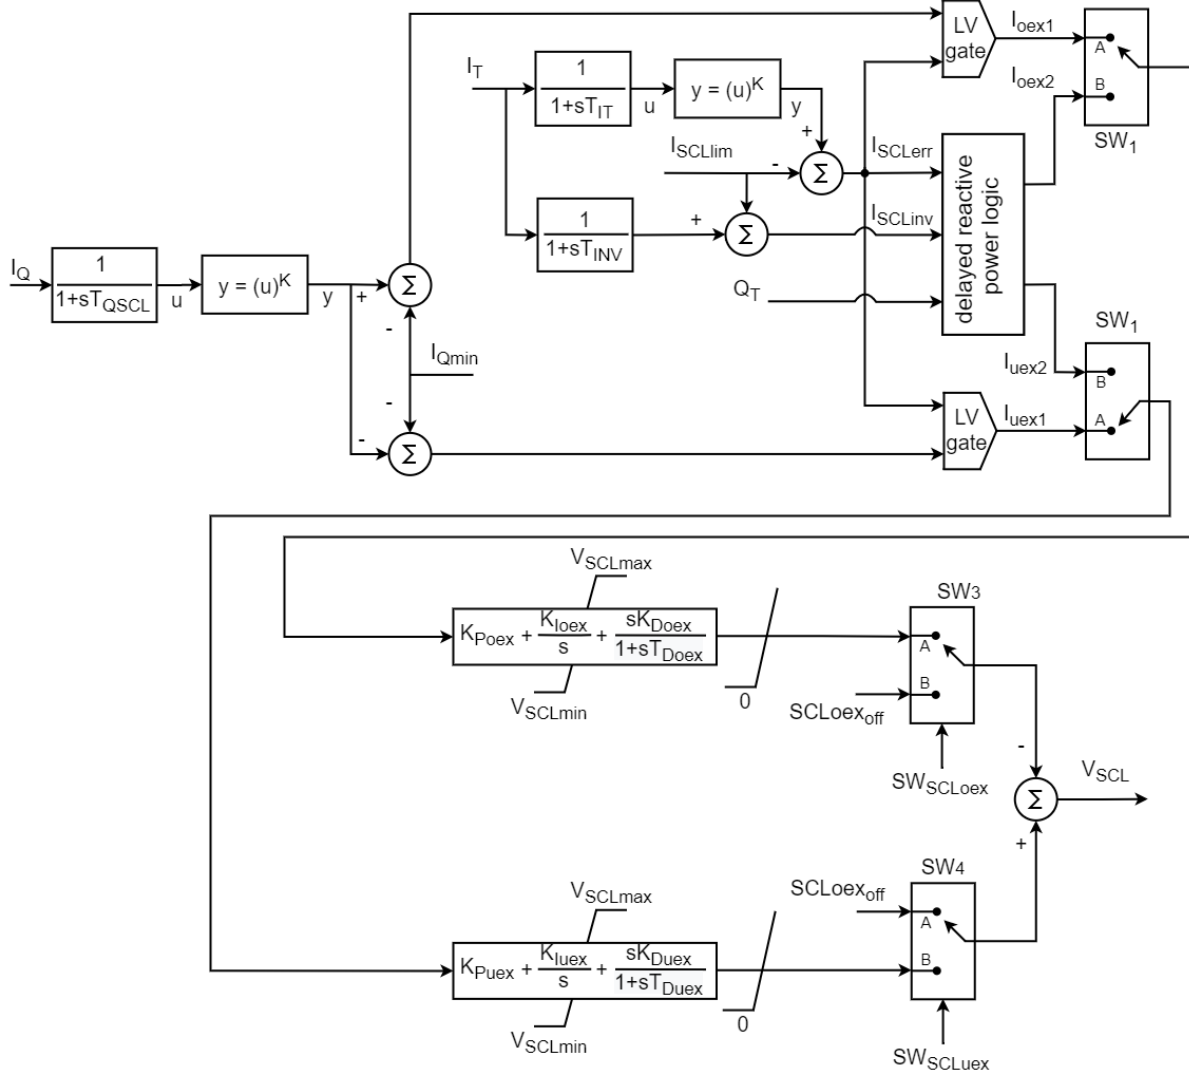 LV
gate
I_oex1
A
I_T
1
1+sT_IT
u
y = (u)^K
y
+
I_oex2
B
SW_1
I_SCLlim
-
Σ
I_SCLerr
delayed reactive
power logic
1
1+sT_INV
+
Σ
I_SCLinv
I_Q
1
1+sT_QSCL
u
y = (u)^K
y
+
Σ
-
Q_T
I_Qmin
-
-
Σ
SW_1
I_uex2
B
LV
gate
I_uex1
A
V_SCLmax
K_Poex + K_Ioex/s + sK_Doex/1+sT_Doex
V_SCLmin
0
SW3
A
B
SCLoex_off
SW_SCLoex
-
Σ
V_SCL
+
SW4
V_SCLmax
SCLoex_off
A
K_Puex + K_Iuex/s + sK_Duex/1+sT_Duex
B
V_SCLmin
0
SW_SCLuex